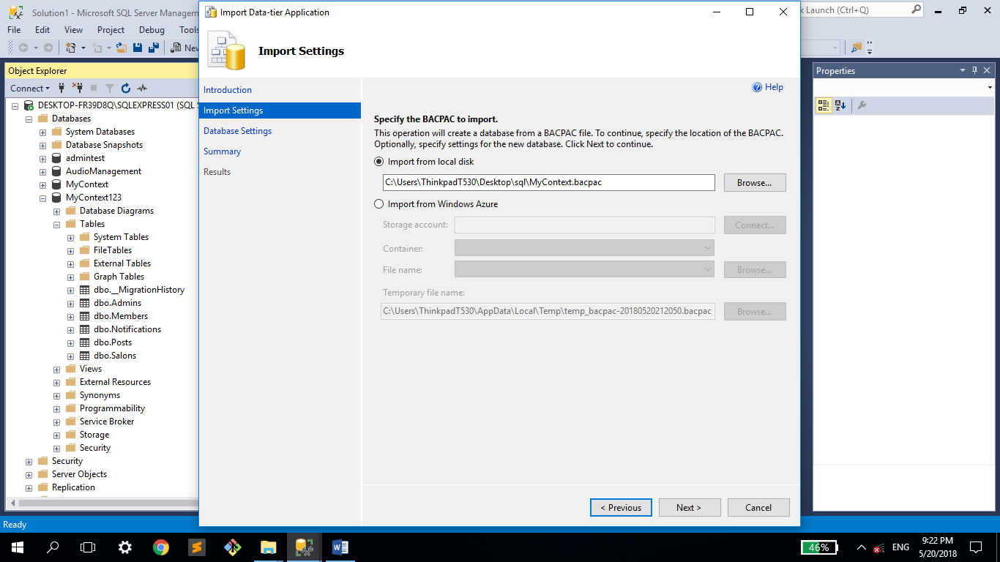 Solution1 - Microsoft SQL Server Managem
Import Data-tier Application
k Launch (Ctrl+Q)
File Edit View Project Debug Tools
Import Settings
New
Object Explorer
Properties
Connect
Introduction
Help
DESKTOP-FR39D8Q\SQLEXPRESS01 (SQL S
Import Settings
Databases
Specify the BACPAC to import.
System Databases
Database Settings
This operation will create a database from a BACPAC file. To continue, specify the location of the BACPAC.
Optionally, specify settings for the new database. Click Next to continue.
Database Snapshots
Summary
admintest
Import from local disk
AudioManagement
Results
MyContext
C:\Users\ThinkpadT530\Desktop\sql\MyContext.bacpac
Browse...
MyContext123
Import from Windows Azure
Database Diagrams
Tables
Storage account:
Connect...
System Tables
FileTables
Container:
External Tables
File name:
Browse...
Graph Tables
dbo.__MigrationHistory
Temporary file name:
dbo.Admins
C:\Users\ThinkpadT530\AppData\Local\Temp\temp_bacpac-20180520212050.bacpac
Browse...
dbo.Members
dbo.Notifications
dbo.Posts
dbo.Salons
Views
External Resources
Synonyms
Programmability
Service Broker
Storage
Security
Security
Server Objects
Replication
< Previous
Next >
Cancel
Ready
46%
ENG
9:22 PM
5/20/2018